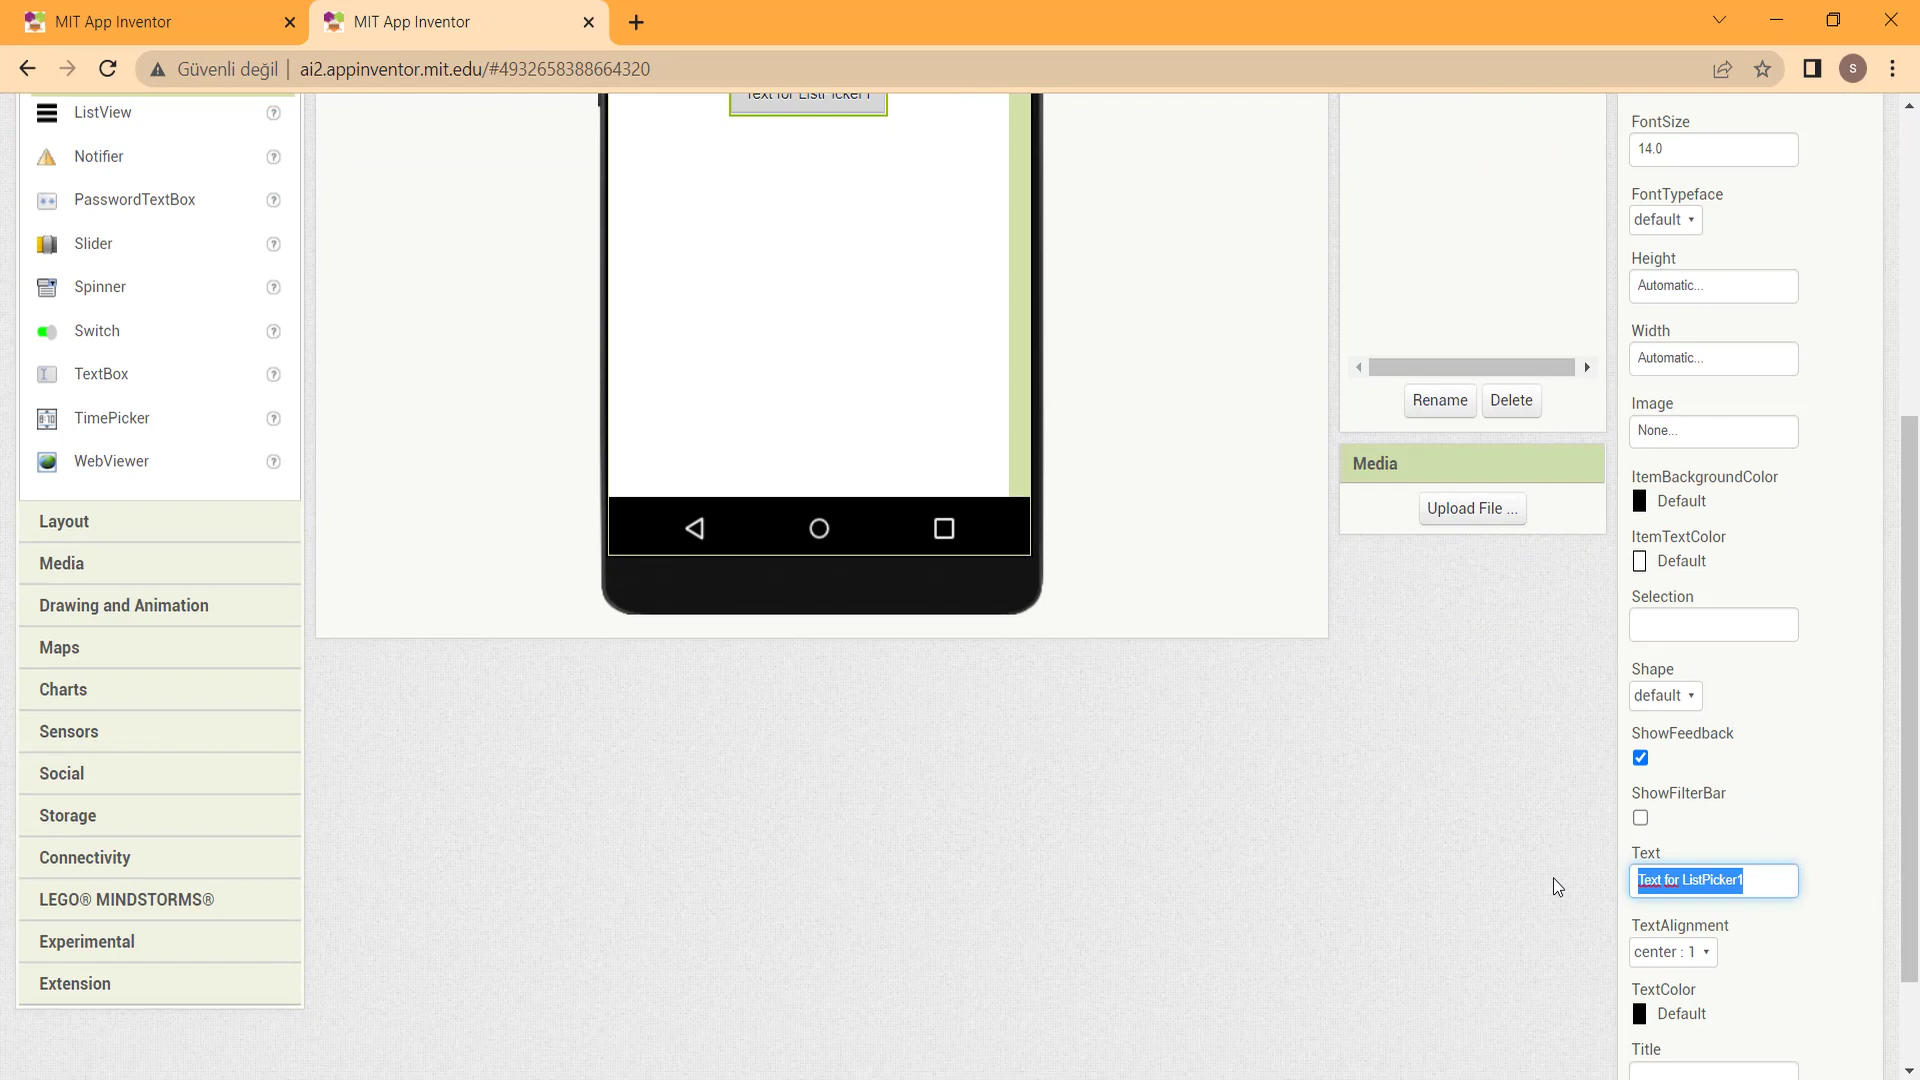 MIT App Inventor
MIT App Inventor
Güvenli değil
ai2.appinventor.mit.edu/#4932658388664320
S
ListView
Notifier
PasswordTextBox
Slider
Spinner
Switch
TextBox
TimePicker
WebViewer
Layout
Media
Drawing and Animation
Maps
Charts
Sensors
Social
Storage
Connectivity
LEGO® MINDSTORMS®
Experimental
Extension
Text for ListPicker1
Rename Delete
Media
Upload File ...
FontSize
14.0
FontTypeface
default
Height
Automatic...
Width
Automatic...
Image
None...
ItemBackgroundColor
Default
ItemTextColor
Default
Selection
Shape
default
ShowFeedback
ShowFilterBar
Text
Text for ListPicker1
TextAlignment
center : 1
TextColor
Default
Title